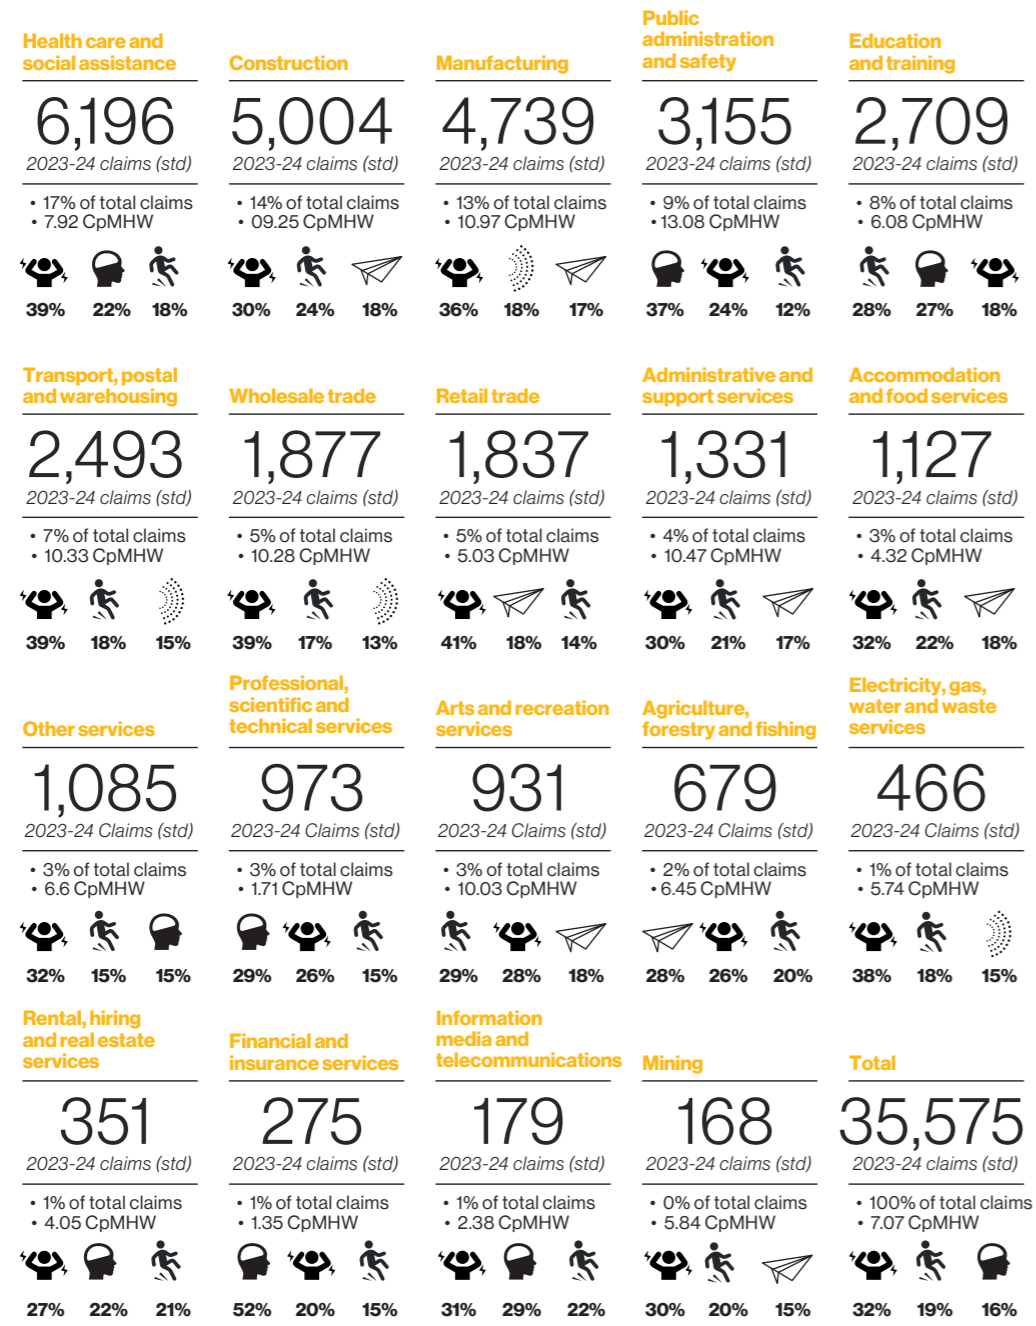 Health care and
social assistance
6,196
2023-24 claims (std)
• 17% of total claims
• 7.92 CpMHW
39% 22% 18%
Construction
5,004
2023-24 claims (std)
• 14% of total claims
• 09.25 CpMHW
30% 24% 18%
Manufacturing
4,739
2023-24 claims (std)
• 13% of total claims
• 10.97 CpMHW
36% 18% 17%
Public
administration
and safety
3,155
2023-24 claims (std)
• 9% of total claims
• 13.08 CpMHW
37% 24% 12%
Education
and training
2,709
2023-24 claims (std)
• 8% of total claims
• 6.08 CpMHW
28% 27% 18%
Transport, postal
and warehousing
2,493
2023-24 claims (std)
• 7% of total claims
• 10.33 CpMHW
39% 18% 15%
Wholesale trade
1,877
2023-24 claims (std)
• 5% of total claims
• 10.28 CpMHW
39% 17% 13%
Retail trade
1,837
2023-24 claims (std)
• 5% of total claims
• 5.03 CpMHW
41% 18% 14%
Administrative and
support services
1,331
2023-24 claims (std)
• 4% of total claims
• 10.47 CpMHW
30% 21% 17%
Accommodation
and food services
1,127
2023-24 claims (std)
• 3% of total claims
• 4.32 CpMHW
32% 22% 18%
Other services
1,085
2023-24 Claims (std)
• 3% of total claims
• 6.6 CpMHW
32% 15% 15%
Professional,
scientific and
technical services
973
2023-24 Claims (std)
• 3% of total claims
• 1.71 CpMHW
29% 26% 15%
Arts and recreation
services
931
2023-24 Claims (std)
• 3% of total claims
• 10.03 CpMHW
29% 28% 18%
Agriculture,
forestry and fishing
679
2023-24 Claims (std)
• 2% of total claims
• 6.45 CpMHW
28% 26% 20%
Electricity, gas,
water and waste
services
466
2023-24 Claims (std)
• 1% of total claims
• 5.74 CpMHW
38% 18% 15%
Rental, hiring
and real estate
services
351
2023-24 claims (std)
• 1% of total claims
• 4.05 CpMHW
27% 22% 21%
Financial and
insurance services
275
2023-24 claims (std)
• 1% of total claims
• 1.35 CpMHW
52% 20% 15%
Information
media and
telecommunications
179
2023-24 claims (std)
• 1% of total claims
• 2.38 CpMHW
31% 29% 22%
Mining
168
2023-24 claims (std)
• 0% of total claims
• 5.84 CpMHW
30% 20% 15%
Total
35,575
2023-24 claims (std)
• 100% of total claims
• 7.07 CpMHW
32% 19% 16%